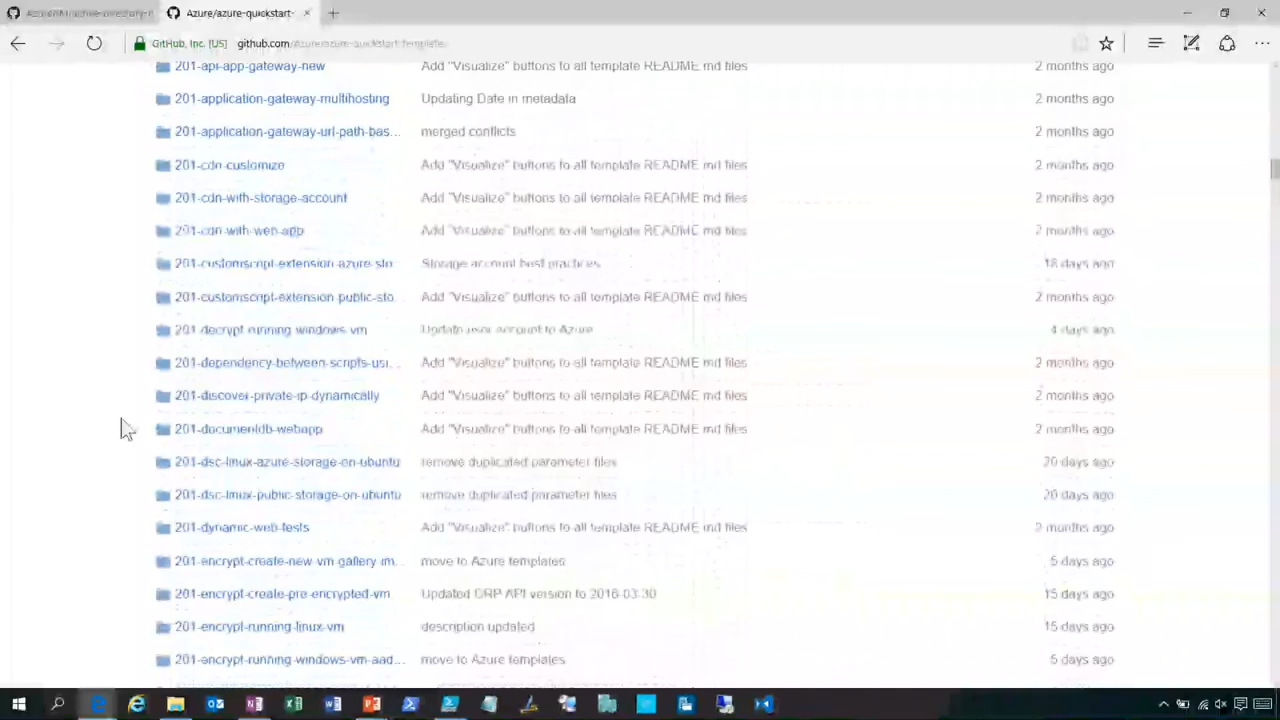 Azure/azure-quickstart-
GitHub, Inc. [US] github.com/Azure/azure-quickstart-template
201-api-app-gateway-new Add "Visualize" buttons to all template README.md files 2 months ago
201-application-gateway-multihosting Updating Date in metadata 2 months ago
201-application-gateway-url-path-bas... merged conflicts 2 months ago
201-cdn-customize Add "Visualize" buttons to all template README.md files 2 months ago
201-cdn-with-storage-account Add "Visualize" buttons to all template README.md files 2 months ago
201-cdn-with-web-app Add "Visualize" buttons to all template README.md files 2 months ago
201-customscript-extension-azure-sto Storage account best practices 18 days ago
201-customscript-extension-public-sto... Add "Visualize" buttons to all template README.md files 2 months ago
201-decrypt-running-windows-vm Update user account to Azure 4 days ago
201-dependency-between-scripts-usi... Add "Visualize" buttons to all template README.md files 2 months ago
201-discover-private-ip-dynamically Add "Visualize" buttons to all template README.md files 2 months ago
201-documentdb-webapp Add "Visualize" buttons to all template README.md files 2 months ago
201-dsc-linux-azure-storage-on-ubuntu remove duplicated parameter files 20 days ago
201-dsc-linux-public-storage-on-ubuntu remove duplicated parameter files 20 days ago
201-dynamic-web-tests Add "Visualize" buttons to all template README.md files 2 months ago
201-encrypt-create-new-vm-gallery-im... move to Azure templates 5 days ago
201-encrypt-create-pre-encrypted-vm Updated CRP API version to 2016-03-30 15 days ago
201-encrypt-running-linux-vm description updated 15 days ago
201-encrypt-running-windows-vm-aad... move to Azure templates 5 days ago